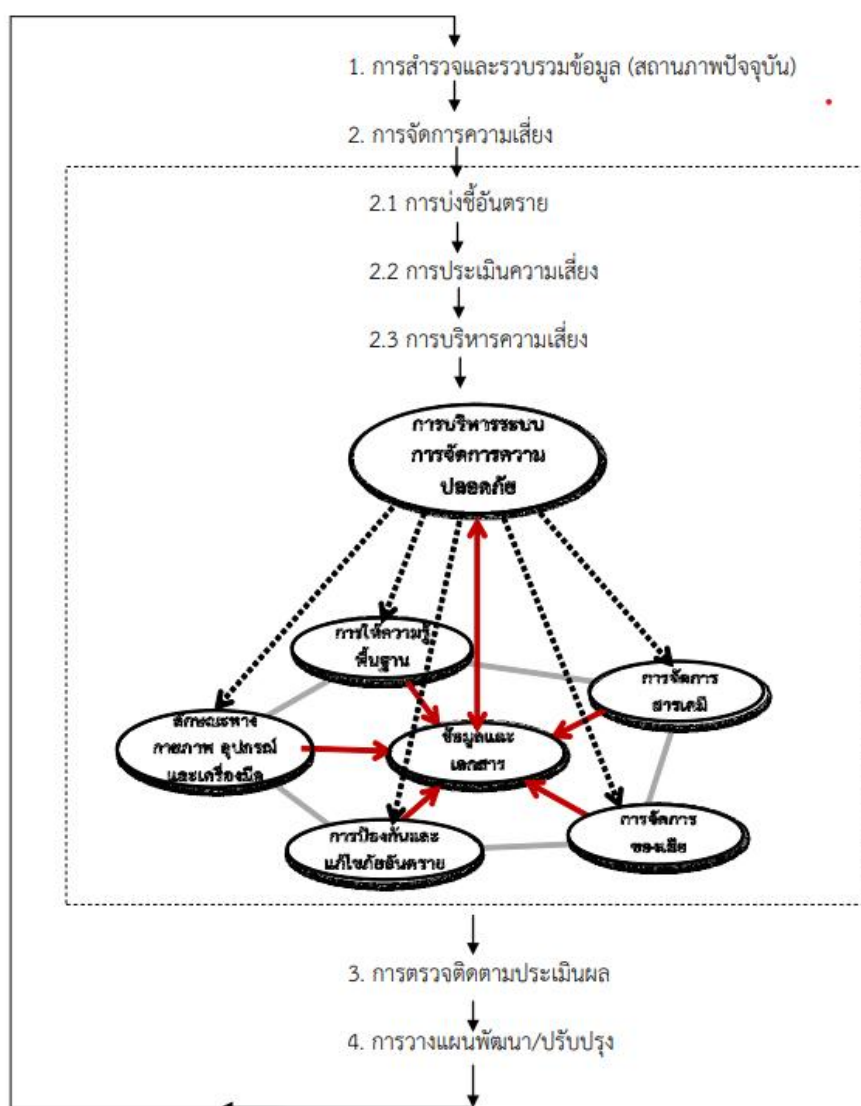 1. การสำรวจและรวบรวมข้อมูล (สถานภาพปัจจุบัน)
2. การจัดการความเสี่ยง
2.1 การบ่งชี้อันตราย
2.2 การประเมินความเสี่ยง
2.3 การบริหารความเสี่ยง
การบริหารระบบ
การจัดการความ
ปลอดภัย
การให้ความรู้
พื้นฐาน
การจัดการ
สารเคมี
ลักษณะทาง
กายภาพ อุปกรณ์
และเครื่องมือ
ข้อมูลและ
เอกสาร
การป้องกันและ
แก้ไขภัยอันตราย
การจัดการ
ของเสีย
3. การตรวจติดตามประเมินผล
4. การวางแผนพัฒนา/ปรับปรุง